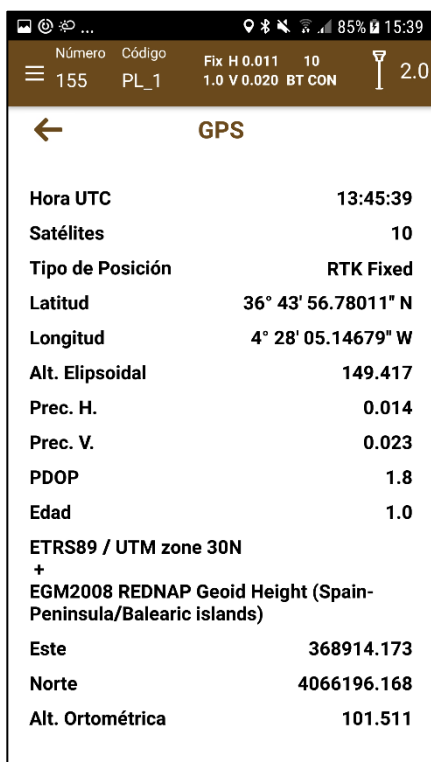 ... 85% 15:39
Número Código Fix H 0.011 10 2.0
155 PL_1 1.0 V 0.020 BT CON
GPS
Hora UTC 13:45:39
Satélites 10
Tipo de Posición RTK Fixed
Latitud 36° 43' 56.78011" N
Longitud 4° 28' 05.14679" W
Alt. Elipsoidal 149.417
Prec. H. 0.014
Prec. V. 0.023
PDOP 1.8
Edad 1.0
ETRS89 / UTM zone 30N
+
EGM2008 REDNAP Geoid Height (Spain-
Peninsula/Balearic islands)
Este 368914.173
Norte 4066196.168
Alt. Ortométrica 101.511